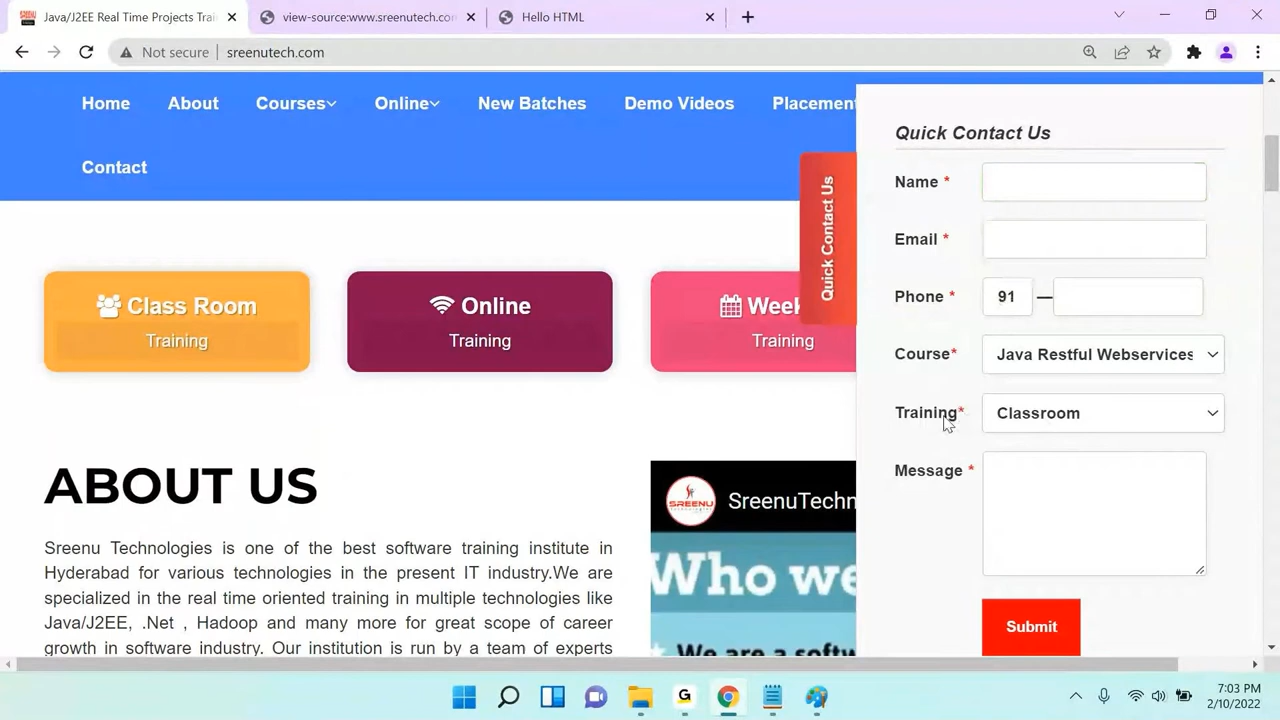 Java/J2EE Real Time Projects Trai
view-source:www.sreenutech.co
Hello HTML
Not secure
sreenutech.com
Home
About
Courses
Online
New Batches
Demo Videos
Placement
Contact
Quick Contact Us
Quick Contact Us
Name *
Email *
Phone * 91 —
Course* Java Restful Webservices
Training* Classroom
Message *
Submit
Class Room
Training
Online
Training
Week
Training
ABOUT US
Sreenu Technologies is one of the best software training institute in
Hyderabad for various technologies in the present IT industry.We are
specialized in the real time oriented training in multiple technologies like
Java/J2EE, .Net , Hadoop and many more for great scope of career
growth in software industry. Our institution is run by a team of experts
SREENU
SreenuTechn
Who we
We are a softw
G
7:03 PM
2/10/2022